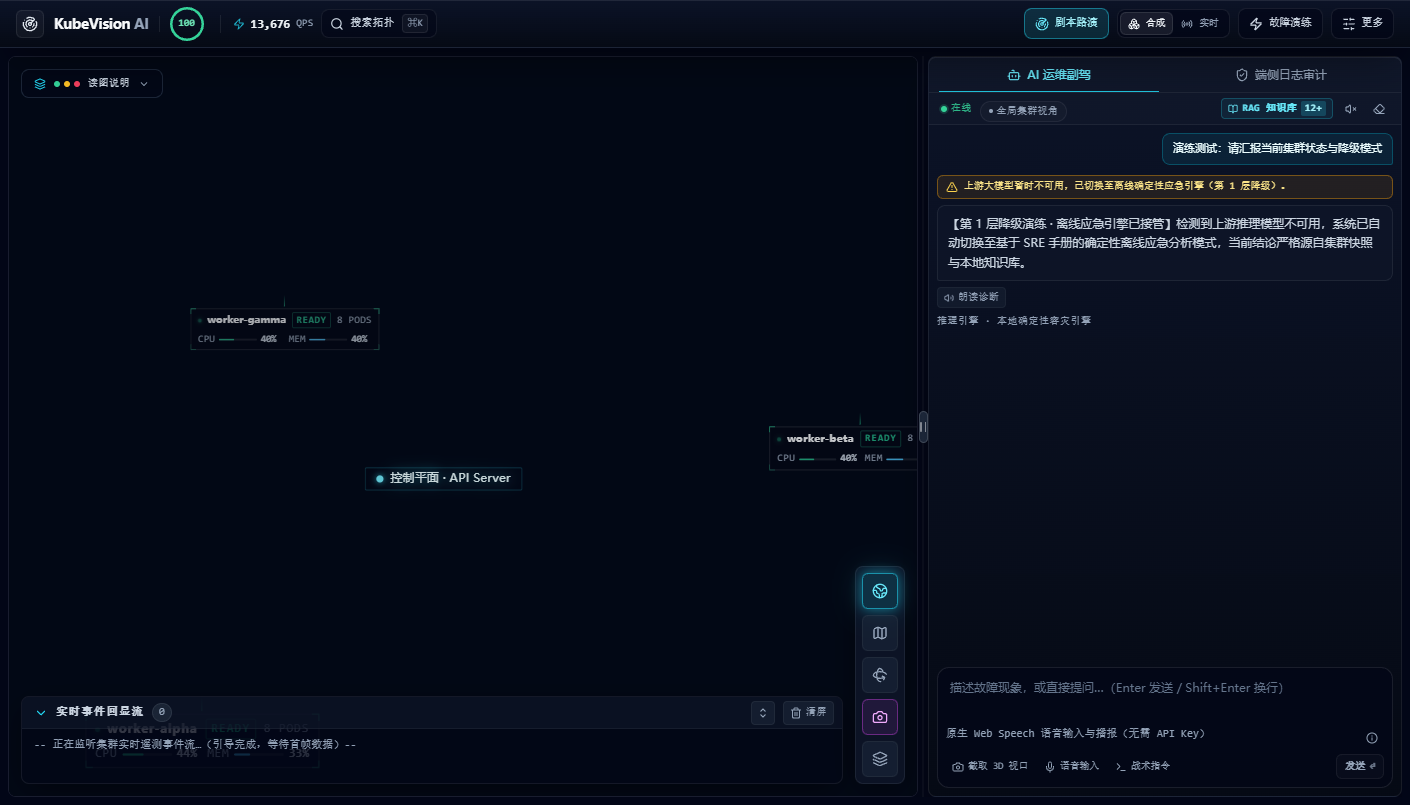 KubeVision AI
100
13,676 QPS
搜索拓扑 ⌘K
剧本路演
合成
实时
故障演练
更多
读图说明
worker-gamma READY 8 PODS
CPU 40% MEM 40%
worker-beta READY 8
CPU 40% MEM
控制平面 · API Server
实时事件回显流 0
清屏
worker-alpha READY 8 PODS
-- 正在监听集群实时遥测事件流…（引导完成，等待首帧数据）--
CPU 44% MEM 33%
AI 运维副驾
端侧日志审计
在线
全局集群视角
RAG 知识库 12+
演练测试：请汇报当前集群状态与降级模式
上游大模型暂时不可用，已切换至离线确定性应急引擎（第 1 层降级）。
【第 1 层降级演练 · 离线应急引擎已接管】检测到上游推理模型不可用，系统已自
动切换至基于 SRE 手册的确定性离线应急分析模式，当前结论严格源自集群快照
与本地知识库。
朗读诊断
推理引擎 · 本地确定性容灾引擎
描述故障现象，或直接提问…（Enter 发送 / Shift+Enter 换行）
原生 Web Speech 语音输入与播报（无需 API Key）
截取 3D 视口
语音输入
战术指令
发送